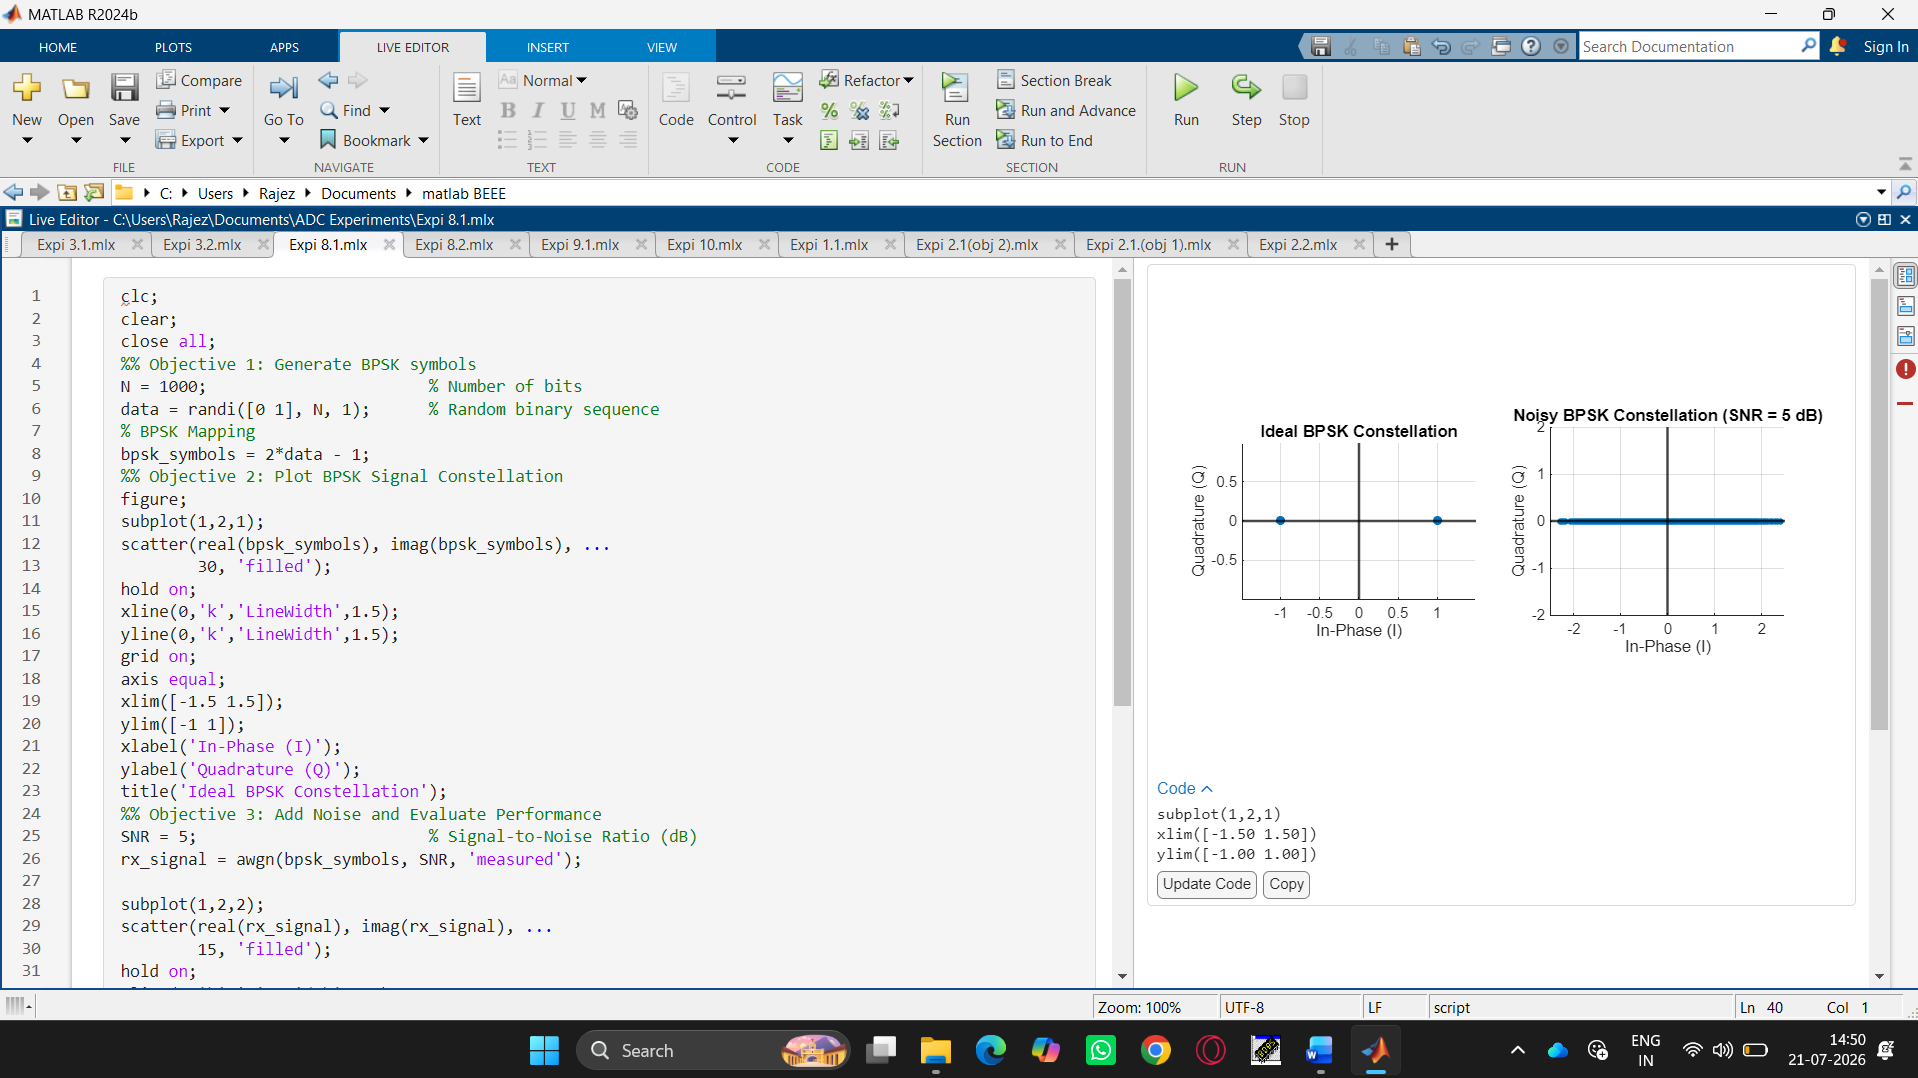 MATLAB R2024b
HOME PLOTS APPS LIVE EDITOR INSERT VIEW
Search Documentation
Sign In
New Open Save Compare Print Export
FILE
Go To Find Bookmark
NAVIGATE
Text Aa Normal
B I U M
TEXT
Code Control Task Refactor
CODE
Run Section
Section Break
Run and Advance
Run to End
SECTION
Run Step Stop
RUN
C: Users Rajez Documents matlab BEEE
Live Editor - C:\Users\Rajez\Documents\ADC Experiments\Expi 8.1.mlx
Expi 3.1.mlx Expi 3.2.mlx Expi 8.1.mlx Expi 8.2.mlx Expi 9.1.mlx Expi 10.mlx Expi 1.1.mlx Expi 2.1(obj 2).mlx Expi 2.1.(obj 1).mlx Expi 2.2.mlx
1 clc;
2 clear;
3 close all;
4 %% Objective 1: Generate BPSK symbols
5 N = 1000; % Number of bits
6 data = randi([0 1], N, 1); % Random binary sequence
7 % BPSK Mapping
8 bpsk_symbols = 2*data - 1;
9 %% Objective 2: Plot BPSK Signal Constellation
10 figure;
11 subplot(1,2,1);
12 scatter(real(bpsk_symbols), imag(bpsk_symbols), ...
13 30, 'filled');
14 hold on;
15 xline(0,'k','LineWidth',1.5);
16 yline(0,'k','LineWidth',1.5);
17 grid on;
18 axis equal;
19 xlim([-1.5 1.5]);
20 ylim([-1 1]);
21 xlabel('In-Phase (I)');
22 ylabel('Quadrature (Q)');
23 title('Ideal BPSK Constellation');
24 %% Objective 3: Add Noise and Evaluate Performance
25 SNR = 5; % Signal-to-Noise Ratio (dB)
26 rx_signal = awgn(bpsk_symbols, SNR, 'measured');
27
28 subplot(1,2,2);
29 scatter(real(rx_signal), imag(rx_signal), ...
30 15, 'filled');
31 hold on;
Ideal BPSK Constellation
Quadrature (Q)
0.5
0
-0.5
-1 -0.5 0 0.5 1
In-Phase (I)
Noisy BPSK Constellation (SNR = 5 dB)
Quadrature (Q)
2
1
0
-1
-2
-2 -1 0 1 2
In-Phase (I)
Code
subplot(1,2,1)
xlim([-1.50 1.50])
ylim([-1.00 1.00])
Update Code Copy
Zoom: 100% UTF-8 LF script Ln 40 Col 1
Search
ENG
IN
14:50
21-07-2026